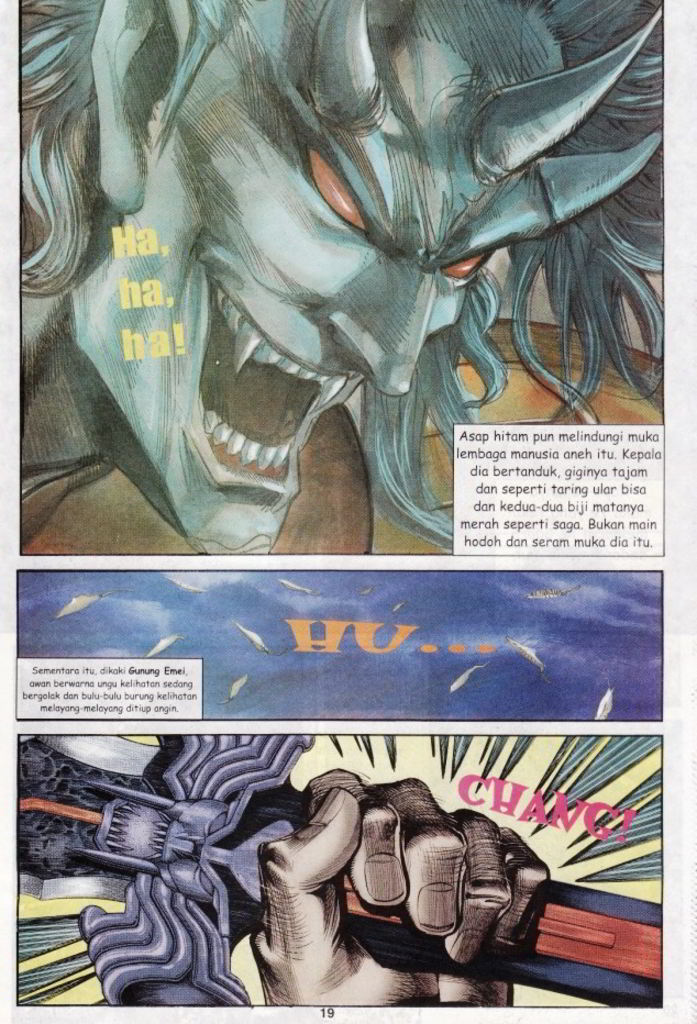 Ha,
ha,
ha!
Asap hitam pun melindungi muka
lembaga manusia aneh itu. Kepala
dia bertanduk, giginya tajam
dan seperti taring ular bisa
dan kedua-dua biji matanya
merah seperti saga. Bukan main
hodoh dan seram muka dia itu.
HU...
Sementara itu, dikaki Gunung Emei,
awan berwarna ungu kelihatan sedang
bergolak dan bulu-bulu burung kelihatan
melayang-melayang ditiup angin.
CHANG!
19